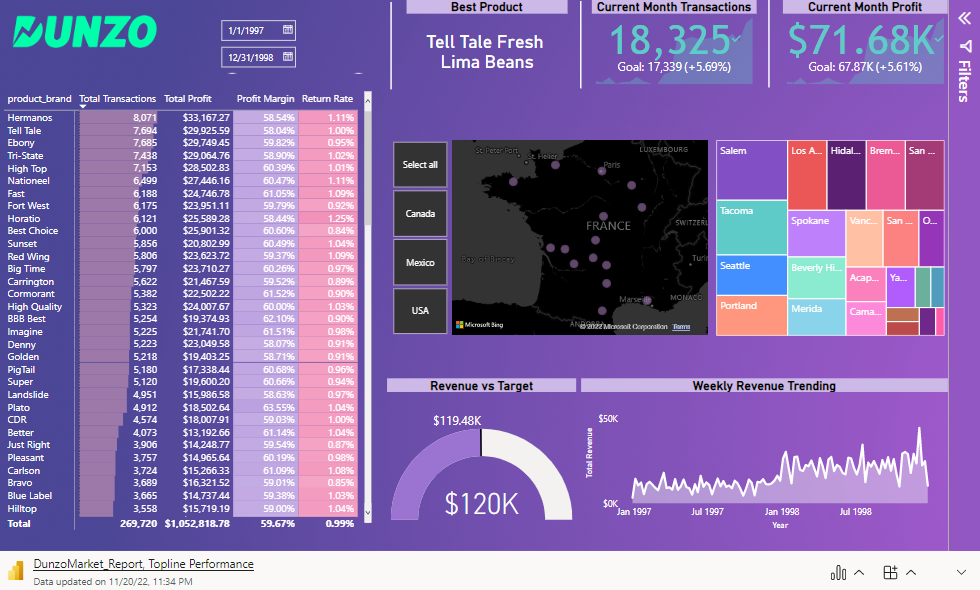 DUNZO
1/1/1997
12/31/1998
Best Product
Tell Tale Fresh
Lima Beans
Current Month Transactions
18,325
Goal: 17,339 (+5.69%)
Current Month Profit
$71.68K
Goal: 67.87K (+5.61%)
Filters
product_brand Total Transactions Total Profit Profit Margin Return Rate
Hermanos 8,071 $33,167.27 58.54% 1.11%
Tell Tale 7,694 $29,925.59 58.04% 1.00%
Ebony 7,685 $29,749.45 59.82% 0.95%
Tri-State 7,438 $29,064.76 58.90% 1.02%
High Top 7,153 $28,502.83 60.39% 1.01%
Nationeel 6,499 $27,446.16 60.47% 1.11%
Fast 6,188 $24,746.78 61.05% 1.09%
Fort West 6,175 $23,951.11 59.79% 0.92%
Horatio 6,121 $25,589.28 58.44% 1.25%
Best Choice 6,000 $25,901.32 60.60% 0.84%
Sunset 5,856 $20,802.99 60.49% 1.04%
Red Wing 5,806 $23,623.72 59.37% 1.09%
Big Time 5,797 $23,710.27 60.26% 0.97%
Carrington 5,622 $21,467.59 59.52% 0.89%
Cormorant 5,382 $22,502.22 61.52% 0.90%
High Quality 5,323 $24,007.67 60.00% 1.03%
BBB Best 5,254 $19,374.93 62.10% 0.90%
Imagine 5,225 $21,741.70 61.51% 0.98%
Denny 5,223 $23,049.58 58.07% 0.91%
Golden 5,218 $19,403.25 58.71% 0.91%
PigTail 5,180 $17,338.44 60.68% 0.96%
Super 5,120 $19,600.20 60.66% 0.94%
Landslide 4,951 $15,986.58 58.63% 0.97%
Plato 4,912 $18,502.64 63.55% 1.04%
CDR 4,574 $18,007.91 59.03% 1.00%
Better 4,073 $13,192.66 61.14% 1.04%
Just Right 3,906 $14,248.77 59.54% 0.87%
Pleasant 3,757 $14,965.64 60.19% 0.98%
Carlson 3,724 $15,266.33 61.09% 1.08%
Bravo 3,689 $16,321.52 59.01% 0.85%
Blue Label 3,665 $14,737.44 59.38% 1.03%
Hilltop 3,558 $15,719.19 59.00% 1.04%
Total 269,720 $1,052,818.78 59.67% 0.99%
Select all
Canada
Mexico
USA
St. Peter Port
St. Helier
Paris
LUXEMBOURG
FRANCE
SWITZERL
Bay of Biscay
Turi
Marseille
MONACO
Microsoft Bing
© 2022 Microsoft Corporation Terms
Salem
Los A...
Hidal...
Brem...
San ...
Tacoma
Spokane
Vanc...
San ...
O...
Seattle
Beverly Hi...
Acap...
Ya...
Portland
Merida
Cama...
Revenue vs Target
$119.48K
$120K
Weekly Revenue Trending
Total Revenue
$50K
$0K
Jan 1997 Jul 1997 Jan 1998 Jul 1998
Year
DunzoMarket_Report, Topline Performance
Data updated on 11/20/22, 11:34 PM